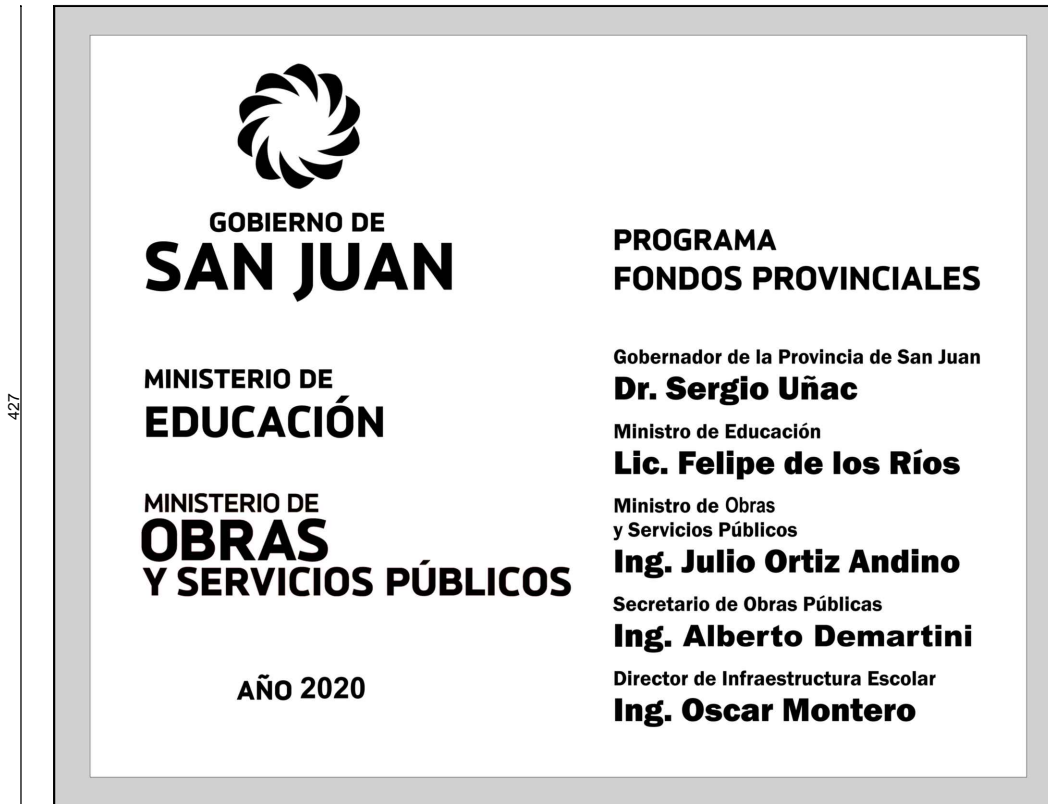 427
GOBIERNO DE
SAN JUAN
MINISTERIO DE
EDUCACIÓN
MINISTERIO DE
OBRAS
Y SERVICIOS PÚBLICOS
AÑO 2020
PROGRAMA
FONDOS PROVINCIALES
Gobernador de la Provincia de San Juan
Dr. Sergio Uñac
Ministro de Educación
Lic. Felipe de los Ríos
Ministro de Obras
y Servicios Públicos
Ing. Julio Ortiz Andino
Secretario de Obras Públicas
Ing. Alberto Demartini
Director de Infraestructura Escolar
Ing. Oscar Montero